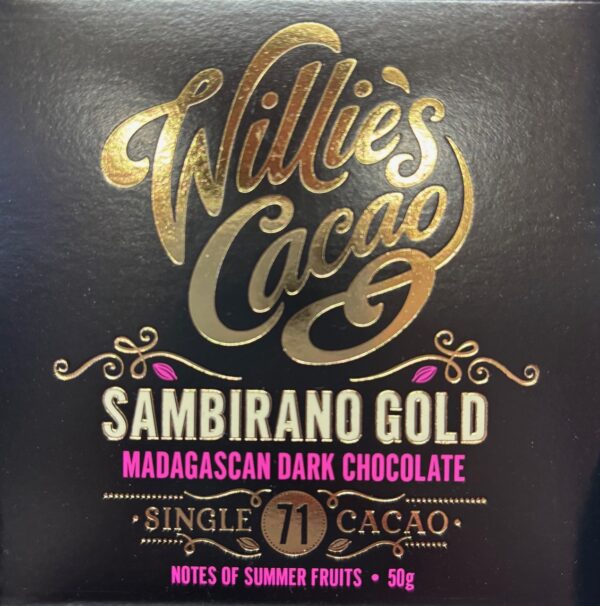 Willie's
Cacao
SAMBIRANO GOLD
MADAGASCAN DARK CHOCOLATE
·SINGLE 71 CACAO·
NOTES OF SUMMER FRUITS • 50g